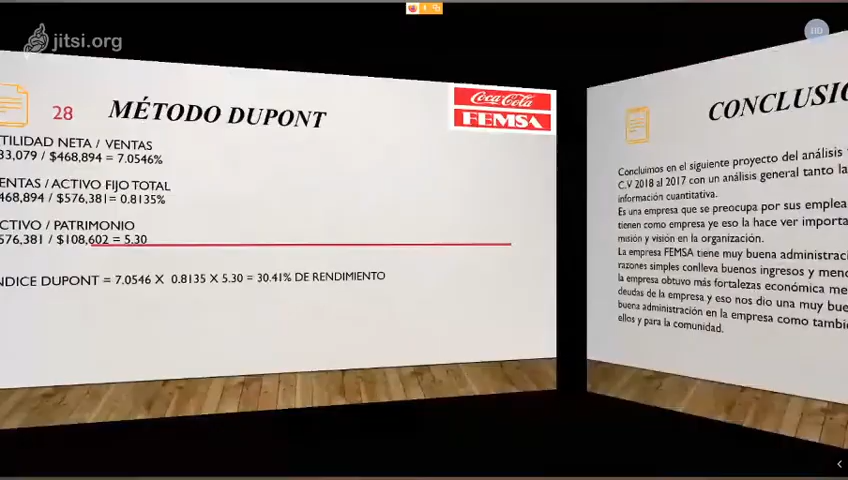 jitsi.org
HD
28
MÉTODO DUPONT
Coca-Cola
FEMSA
TILIDAD NETA / VENTAS
33,079 / $468,894 = 7.0546%
ENTAS / ACTIVO FIJO TOTAL
468,894 / $576,381= 0.8135%
CTIVO / PATRIMONIO
576,381 / $108,602 = 5.30
NDICE DUPONT = 7.0546 X 0.8135 X 5.30 = 30.41% DE RENDIMIENTO
CONCLUSIO
Concluimos en el siguiente proyecto del análisis
C.V 2018 al 2017 con un análisis general tanto la
información cuantitativa.
Es una empresa que se preocupa por sus emplea
tienen como empresa ye eso la hace ver importa
misión y visión en la organización.
La empresa FEMSA tiene muy buena administraci
razones simples conlleva buenos ingresos y meno
la empresa obtuvo más fortalezas económica me
deudas de la empresa y eso nos dio una muy bue
buena administración en la empresa como tambié
ellos y para la comunidad.